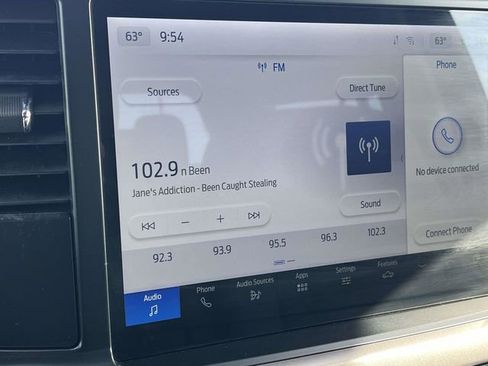 63° 9:54 63°
FM
Phone
Sources
Direct Tune
102.9 n Been
Jane's Addiction - Been Caught Stealing
No device connected
Sound
− +
Connect Phone
92.3 93.9 95.5 96.3 102.3
Audio Phone Audio Sources Apps Settings Features